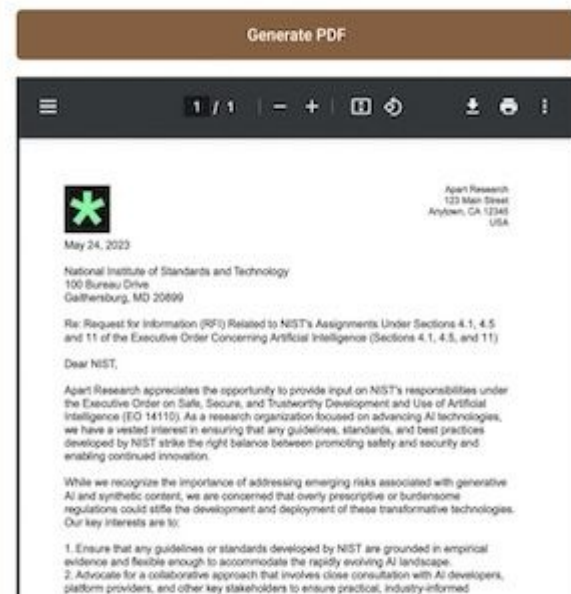 Generate PDF
1 / 1
Apart Research
123 Main Street
Anytown, CA 12345
USA
May 24, 2023
National Institute of Standards and Technology
100 Bureau Drive
Gaithersburg, MD 20899
Re: Request for Information (RFI) Related to NIST's Assignments Under Sections 4.1, 4.5
and 11 of the Executive Order Concerning Artificial Intelligence (Sections 4.1, 4.5, and 11)
Dear NIST,
Apart Research appreciates the opportunity to provide input on NIST's responsibilities under
the Executive Order on Safe, Secure, and Trustworthy Development and Use of Artificial
Intelligence (EO 14110). As a research organization focused on advancing AI technologies,
we have a vested interest in ensuring that any guidelines, standards, and best practices
developed by NIST strike the right balance between promoting safety and security and
enabling continued innovation.
While we recognize the importance of addressing emerging risks associated with generative
AI and synthetic content, we are concerned that overly prescriptive or burdensome
regulations could stifle the development and deployment of these transformative technologies.
Our key interests are to:
1. Ensure that any guidelines or standards developed by NIST are grounded in empirical
evidence and flexible enough to accommodate the rapidly evolving AI landscape.
2. Advocate for a collaborative approach that involves close consultation with AI developers,
platform providers, and other key stakeholders to ensure practical, industry-informed